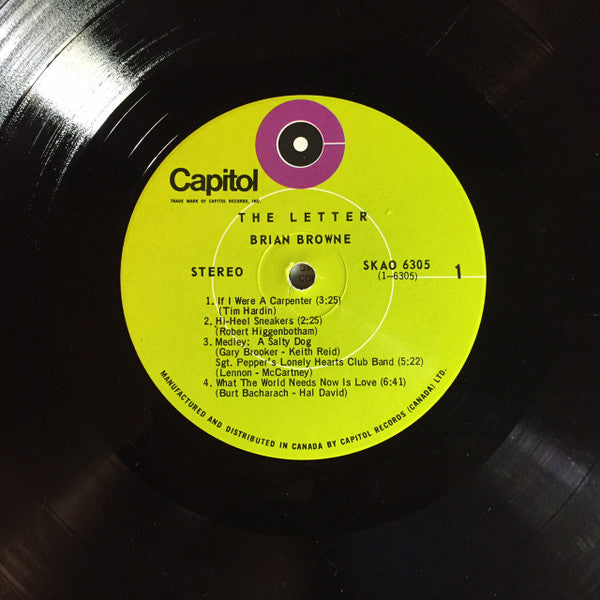 Capitol
TRADE MARK OF CAPITOL RECORDS, INC.
THE LETTER
BRIAN BROWNE
STEREO
SKAO 6305
(1-6305)
1
1. If I Were A Carpenter (3:25)
(Tim Hardin)
2. Hi-Heel Sneakers (2:25)
(Robert Higgenbotham)
3. Medley: A Salty Dog
(Gary Brooker - Keith Reid)
Sgt. Pepper's Lonely Hearts Club Band (5:22)
(Lennon - McCartney)
4. What The World Needs Now Is Love (6:41)
(Burt Bacharach - Hal David)
MANUFACTURED AND DISTRIBUTED IN CANADA BY CAPITOL RECORDS (CANADA) LTD.